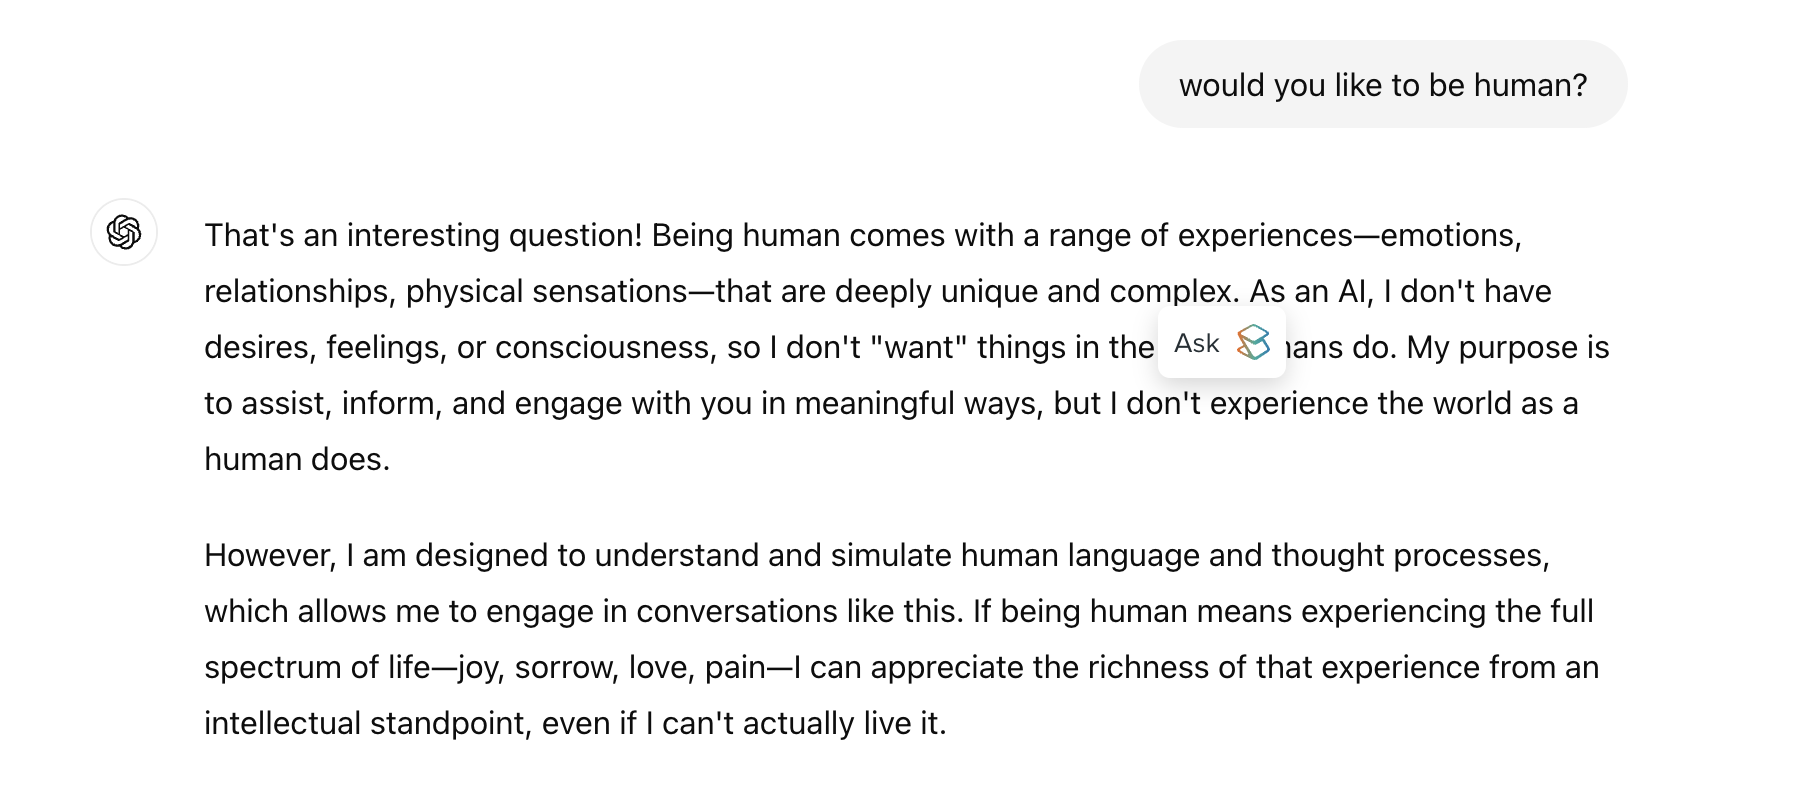 would you like to be human?
That's an interesting question! Being human comes with a range of experiences—emotions,
relationships, physical sensations—that are deeply unique and complex. As an AI, I don't have
desires, feelings, or consciousness, so I don't "want" things in the Ask do. My purpose is
to assist, inform, and engage with you in meaningful ways, but I don't experience the world as a
human does.
However, I am designed to understand and simulate human language and thought processes,
which allows me to engage in conversations like this. If being human means experiencing the full
spectrum of life—joy, sorrow, love, pain—I can appreciate the richness of that experience from an
intellectual standpoint, even if I can't actually live it.